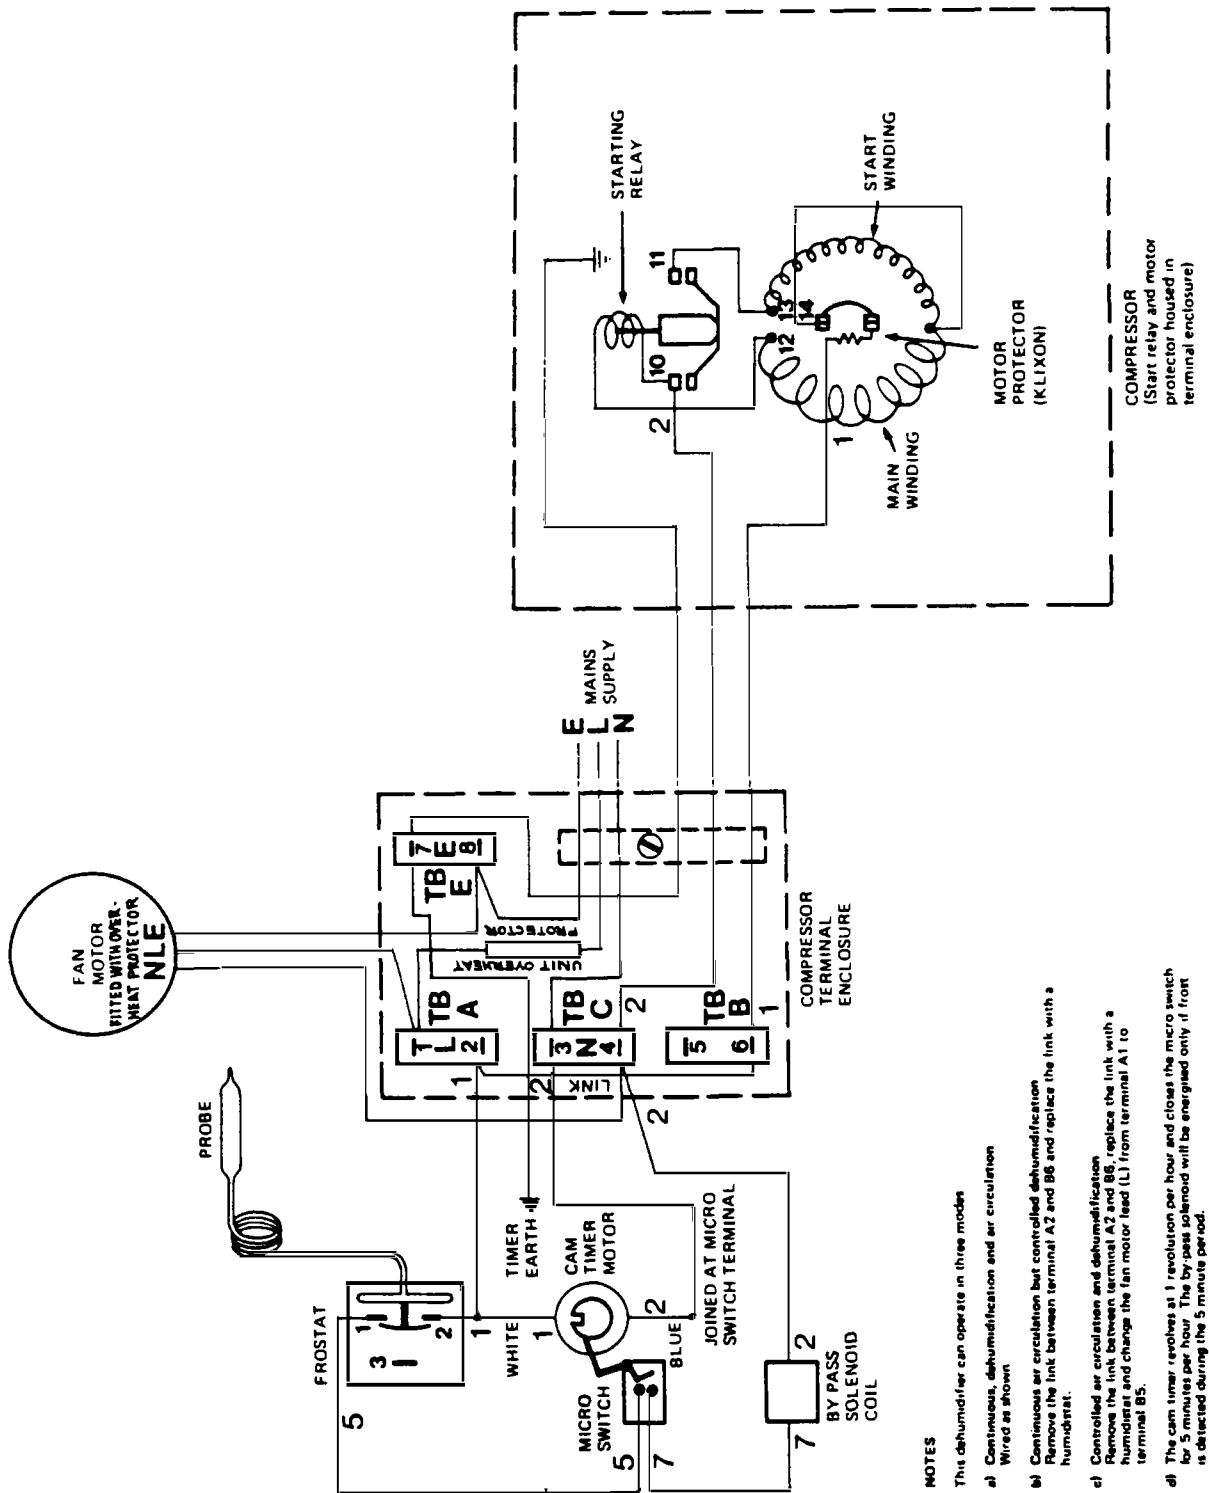 FAN
MOTOR
FITTED WITH OVER-
HEAT PROTECTOR
NLE
PROBE
FROSTAT
1
2
3
5
1
WHITE
TIMER
EARTH
CAM
TIMER
MOTOR
1
2
BLUE
MICRO
SWITCH
5
7
JOINED AT MICRO
SWITCH TERMINAL
BY PASS
SOLENOID
COIL
7
2
TB
E
7 E 8
TB
A
1 L 2
1
UNIT OVERHEAT
PROTECTOR
TB
C
3 N 4
2
2
LINK
2
TB
B
5 6
1
COMPRESSOR
TERMINAL
ENCLOSURE
E
L
N
MAINS
SUPPLY
STARTING
RELAY
10
11
2
START
WINDING
12
13
14
1
MAIN
WINDING
MOTOR
PROTECTOR
(KLIXON)
COMPRESSOR
(Start relay and motor
protector housed in
terminal enclosure)
NOTES
This dehumidifier can operate in three modes
a) Continuous, dehumidification and air circulation
Wired as shown
b) Continuous air circulation but controlled dehumidification
Remove the link between terminal A2 and B6 and replace the link with a
humidistat.
c) Controlled air circulation and dehumidification
Remove the link between terminal A2 and B6, replace the link with a
humidistat and change the fan motor lead (L) from terminal A1 to
terminal B5.
d) The cam timer revolves at 1 revolution per hour and closes the micro switch
for 5 minutes per hour. The by-pass solenoid will be energised only if frost
is detected during the 5 minute period.